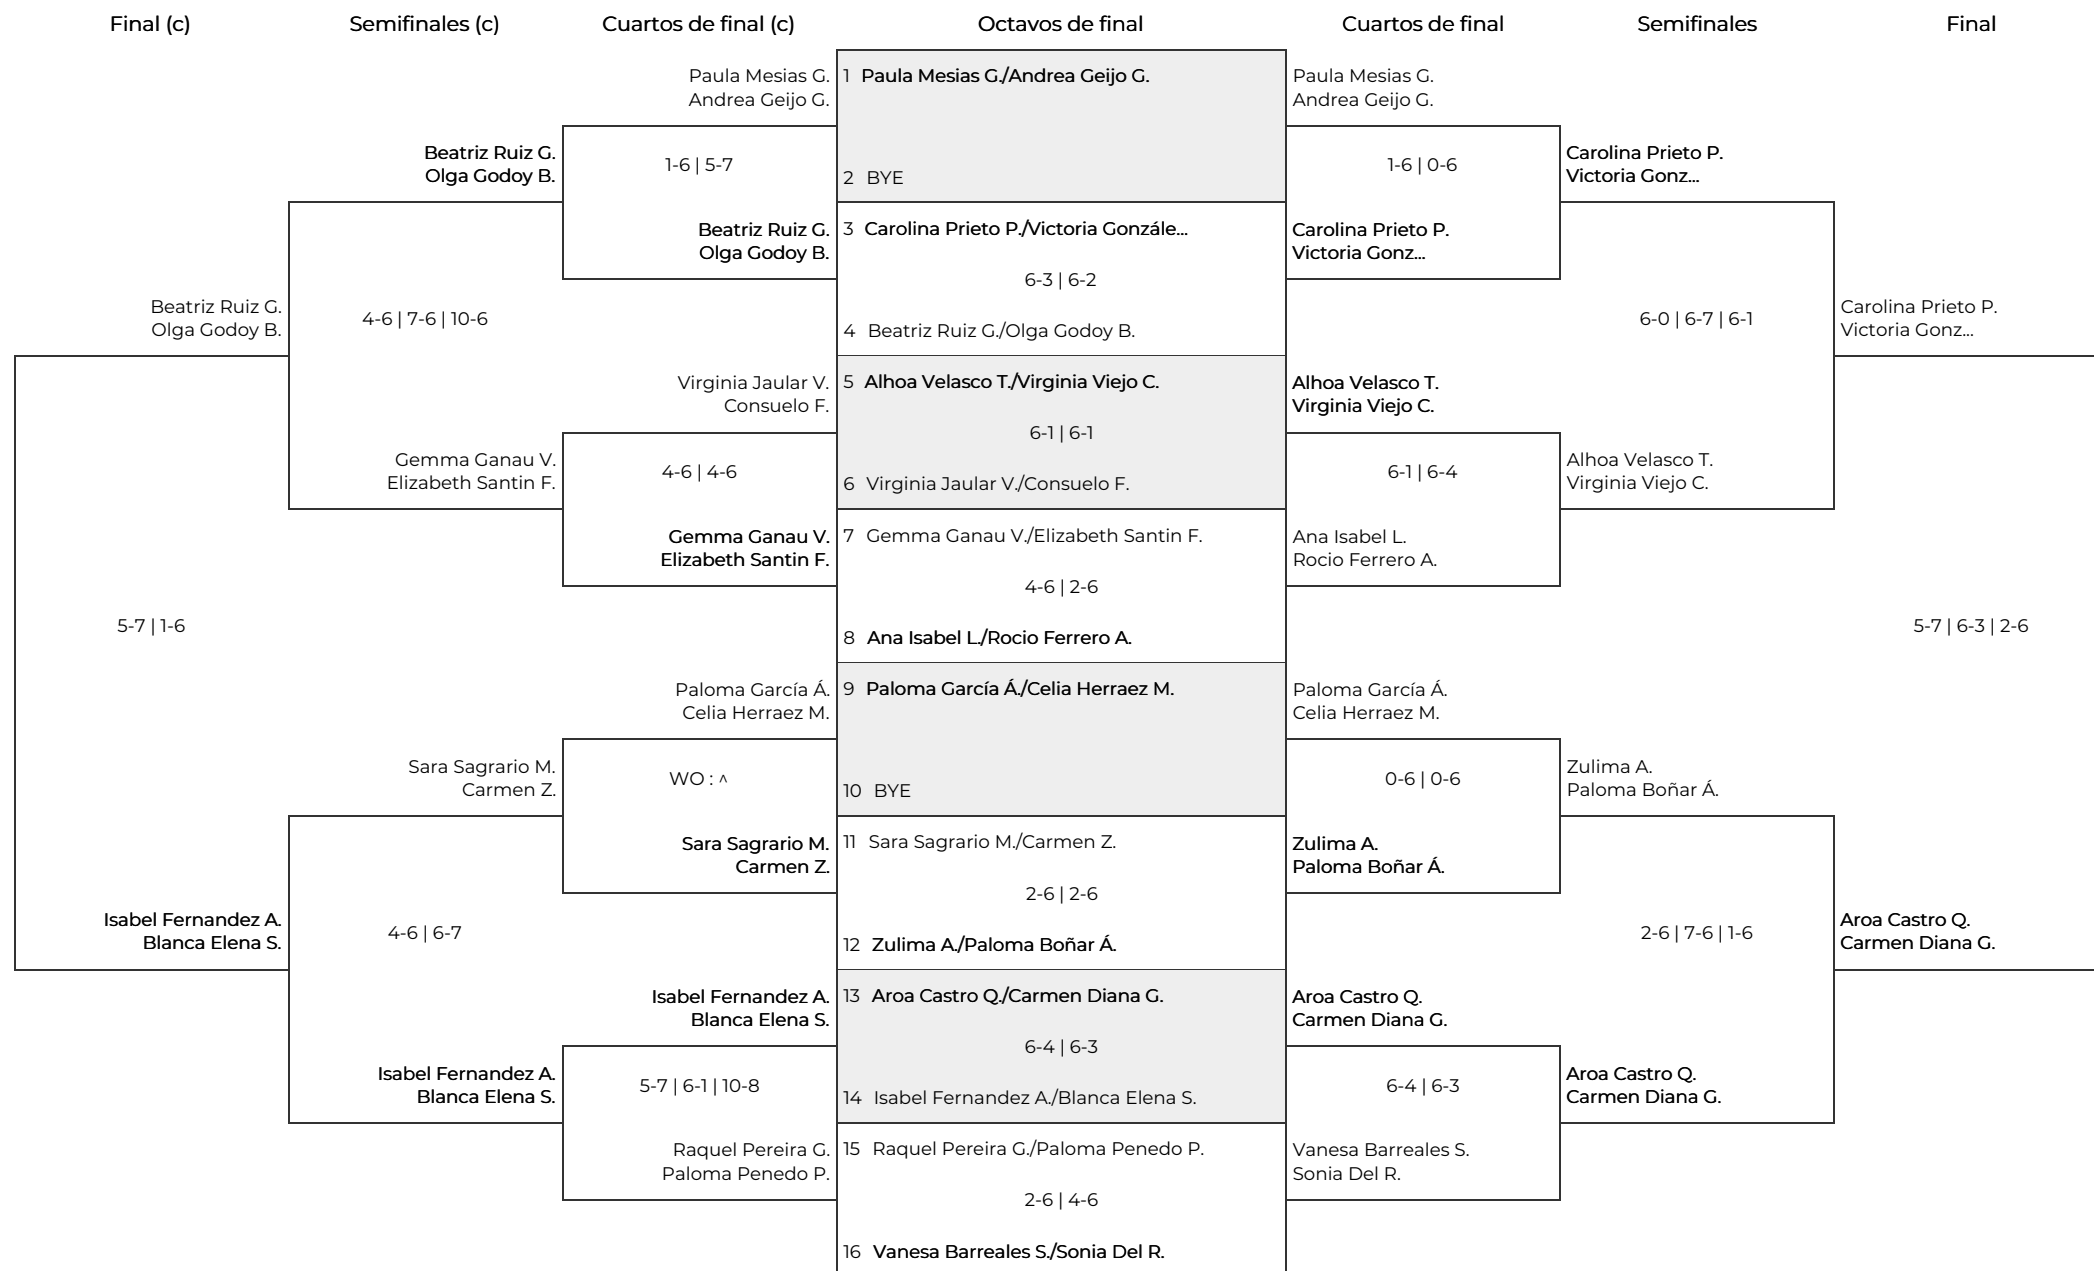 Final (c)
Semifinales (c)
Cuartos de final (c)
Octavos de final
Cuartos de final
Semifinales
Final
Beatriz Ruiz G.
Olga Godoy B.
5-7 | 1-6
Isabel Fernandez A.
Blanca Elena S.
Beatriz Ruiz G.
Olga Godoy B.
4-6 | 7-6 | 10-6
Gemma Ganau V.
Elizabeth Santin F.
Sara Sagrario M.
Carmen Z.
4-6 | 6-7
Isabel Fernandez A.
Blanca Elena S.
Paula Mesias G.
Andrea Geijo G.
1-6 | 5-7
Beatriz Ruiz G.
Olga Godoy B.
Virginia Jaular V.
Consuelo F.
4-6 | 4-6
Gemma Ganau V.
Elizabeth Santin F.
Paloma García Á.
Celia Herraez M.
WO : ^
Sara Sagrario M.
Carmen Z.
Isabel Fernandez A.
Blanca Elena S.
5-7 | 6-1 | 10-8
Raquel Pereira G.
Paloma Penedo P.
1 Paula Mesias G./Andrea Geijo G.
2 BYE
3 Carolina Prieto P./Victoria Gonzále...
6-3 | 6-2
4 Beatriz Ruiz G./Olga Godoy B.
5 Alhoa Velasco T./Virginia Viejo C.
6-1 | 6-1
6 Virginia Jaular V./Consuelo F.
7 Gemma Ganau V./Elizabeth Santin F.
4-6 | 2-6
8 Ana Isabel L./Rocio Ferrero A.
9 Paloma García Á./Celia Herraez M.
10 BYE
11 Sara Sagrario M./Carmen Z.
2-6 | 2-6
12 Zulima A./Paloma Boñar Á.
13 Aroa Castro Q./Carmen Diana G.
6-4 | 6-3
14 Isabel Fernandez A./Blanca Elena S.
15 Raquel Pereira G./Paloma Penedo P.
2-6 | 4-6
16 Vanesa Barreales S./Sonia Del R.
Paula Mesias G.
Andrea Geijo G.
1-6 | 0-6
Carolina Prieto P.
Victoria Gonz...
Alhoa Velasco T.
Virginia Viejo C.
6-1 | 6-4
Ana Isabel L.
Rocio Ferrero A.
Paloma García Á.
Celia Herraez M.
0-6 | 0-6
Zulima A.
Paloma Boñar Á.
Aroa Castro Q.
Carmen Diana G.
6-4 | 6-3
Vanesa Barreales S.
Sonia Del R.
Carolina Prieto P.
Victoria Gonz...
6-0 | 6-7 | 6-1
Alhoa Velasco T.
Virginia Viejo C.
Zulima A.
Paloma Boñar Á.
2-6 | 7-6 | 1-6
Aroa Castro Q.
Carmen Diana G.
Carolina Prieto P.
Victoria Gonz...
5-7 | 6-3 | 2-6
Aroa Castro Q.
Carmen Diana G.